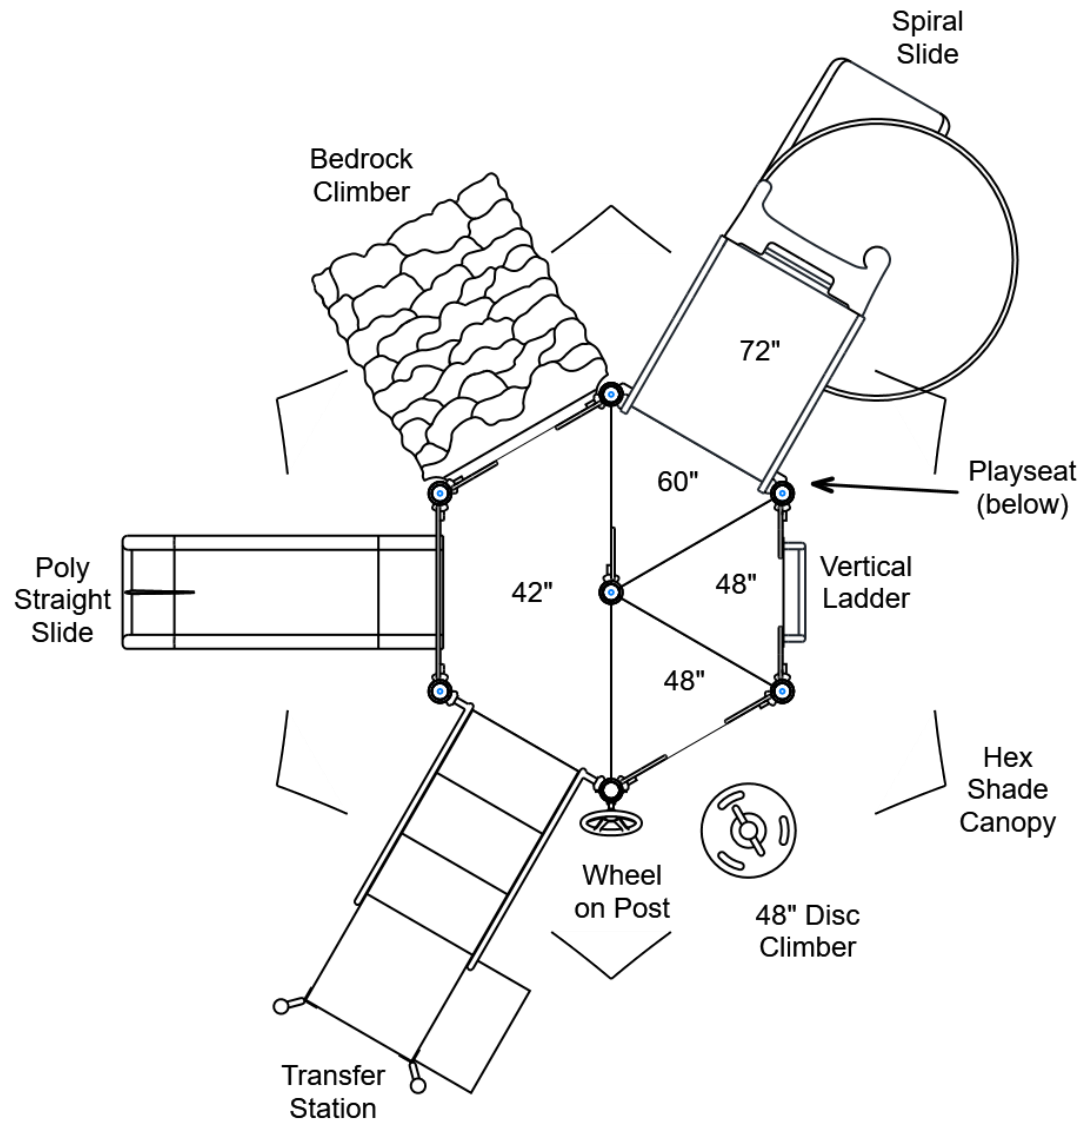 Spiral
Slide
Bedrock
Climber
72"
60"
Playseat
(below)
Poly
Straight
Slide
42"
48"
Vertical
Ladder
48"
Hex
Shade
Canopy
Wheel
on Post
48" Disc
Climber
Transfer
Station